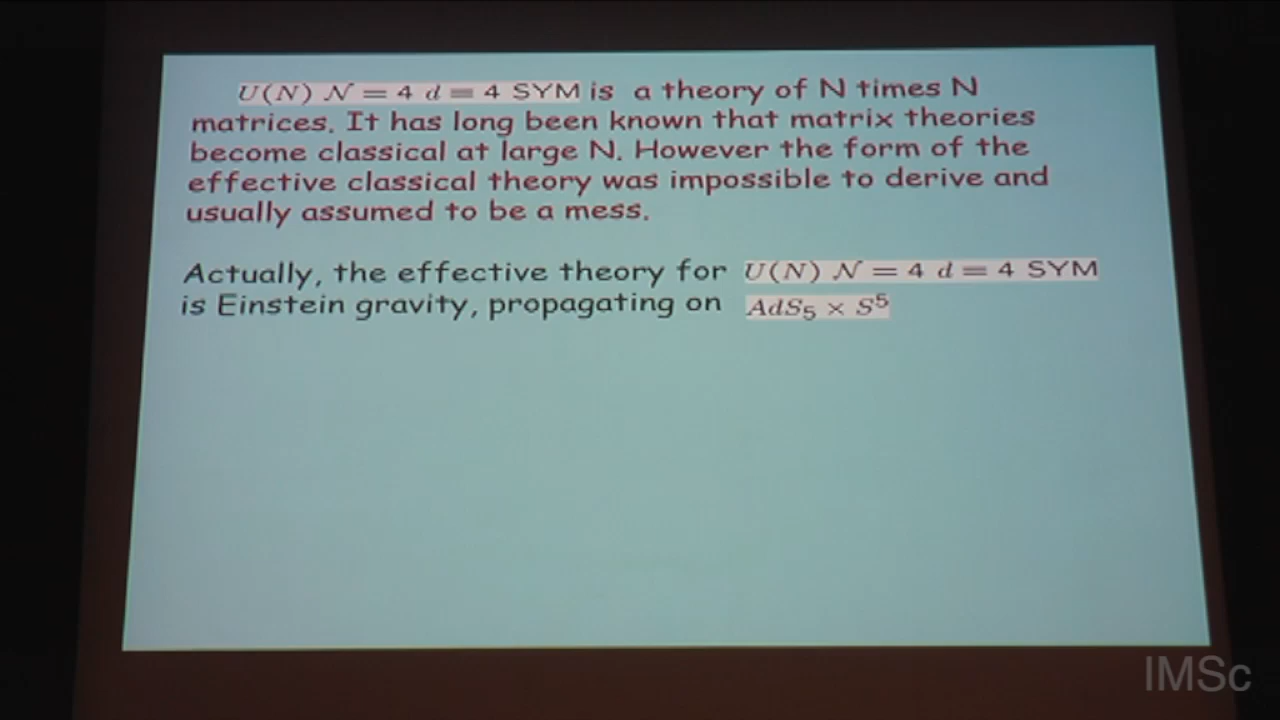 U(N) 𝒩 = 4 d = 4 SYM is a theory of N times N
matrices. It has long been known that matrix theories
become classical at large N. However the form of the
effective classical theory was impossible to derive and
usually assumed to be a mess.
Actually, the effective theory for U(N) 𝒩 = 4 d = 4 SYM
is Einstein gravity, propagating on AdS₅ × S⁵
IMSc